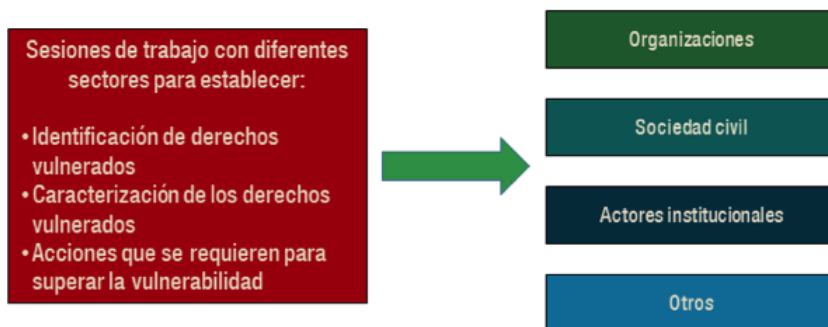 Sesiones de trabajo con diferentes
sectores para establecer:
• Identificación de derechos
vulnerados
• Caracterización de los derechos
vulnerados
• Acciones que se requieren para
superar la vulnerabilidad
Organizaciones
Sociedad civil
Actores institucionales
Otros